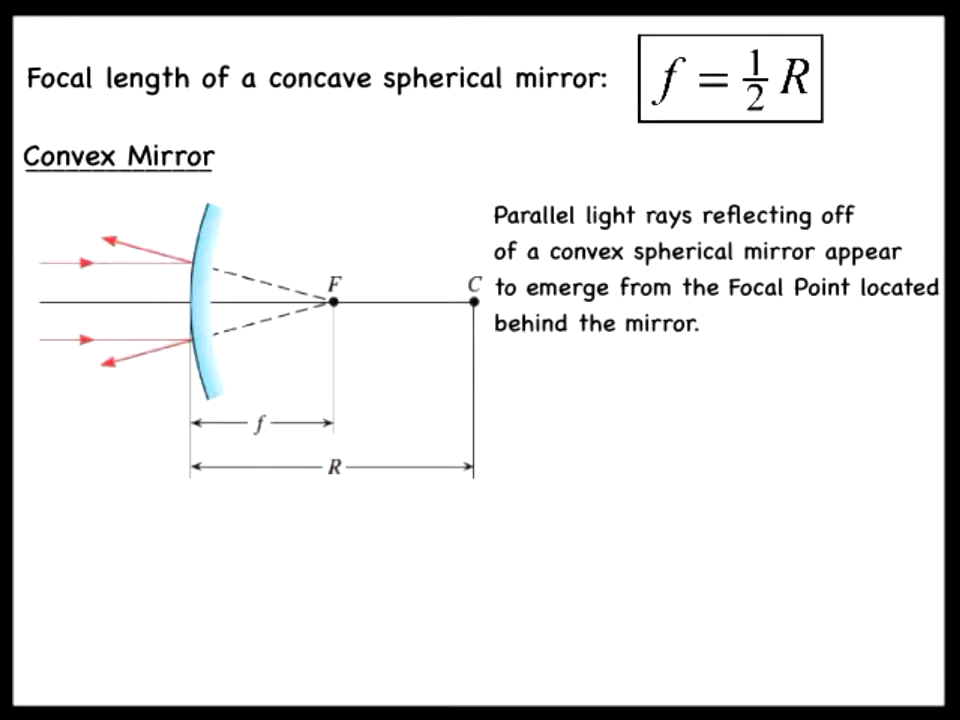 Focal length of a concave spherical mirror:
f = 1/2 R
Convex Mirror
Parallel light rays reflecting off
of a convex spherical mirror appear
to emerge from the Focal Point located
behind the mirror.
F
C
f
R